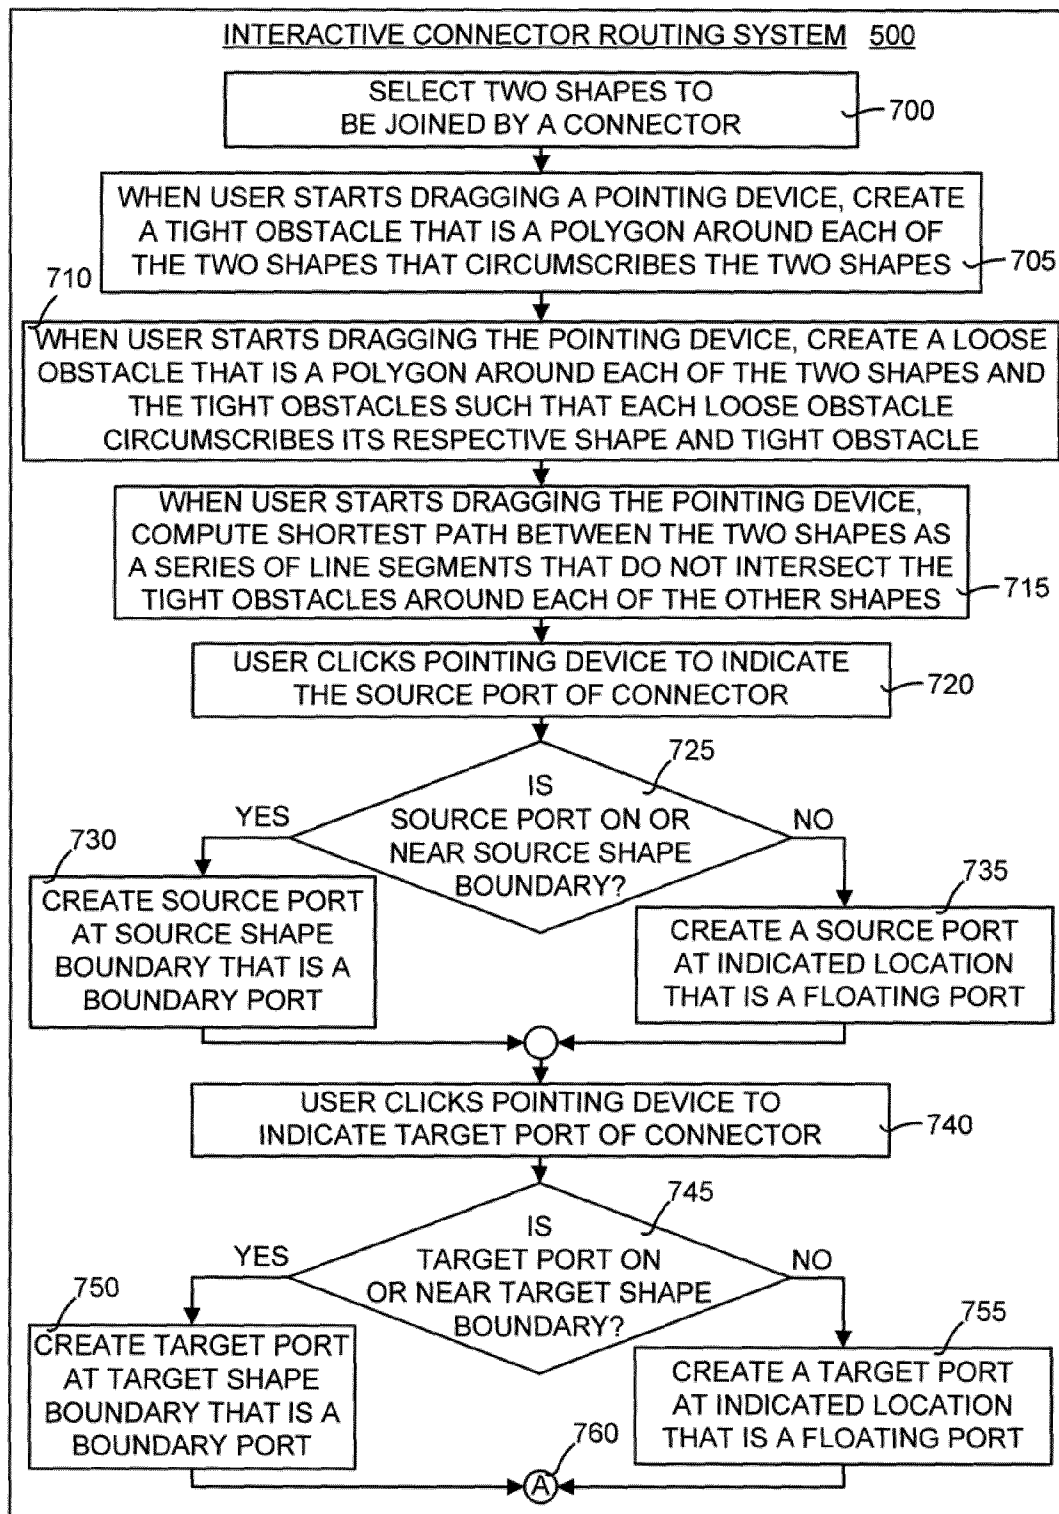 INTERACTIVE CONNECTOR ROUTING SYSTEM 500
SELECT TWO SHAPES TO
BE JOINED BY A CONNECTOR
700
WHEN USER STARTS DRAGGING A POINTING DEVICE, CREATE
A TIGHT OBSTACLE THAT IS A POLYGON AROUND EACH OF
THE TWO SHAPES THAT CIRCUMSCRIBES THE TWO SHAPES
705
710
WHEN USER STARTS DRAGGING THE POINTING DEVICE, CREATE A LOOSE
OBSTACLE THAT IS A POLYGON AROUND EACH OF THE TWO SHAPES AND
THE TIGHT OBSTACLES SUCH THAT EACH LOOSE OBSTACLE
CIRCUMSCRIBES ITS RESPECTIVE SHAPE AND TIGHT OBSTACLE
WHEN USER STARTS DRAGGING THE POINTING DEVICE,
COMPUTE SHORTEST PATH BETWEEN THE TWO SHAPES AS
A SERIES OF LINE SEGMENTS THAT DO NOT INTERSECT THE
TIGHT OBSTACLES AROUND EACH OF THE OTHER SHAPES
715
USER CLICKS POINTING DEVICE TO INDICATE
THE SOURCE PORT OF CONNECTOR
720
725
IS
SOURCE PORT ON OR
NEAR SOURCE SHAPE
BOUNDARY?
YES
NO
730
CREATE SOURCE PORT
AT SOURCE SHAPE
BOUNDARY THAT IS A
BOUNDARY PORT
735
CREATE A SOURCE PORT
AT INDICATED LOCATION
THAT IS A FLOATING PORT
USER CLICKS POINTING DEVICE TO
INDICATE TARGET PORT OF CONNECTOR
740
745
IS
TARGET PORT ON
OR NEAR TARGET SHAPE
BOUNDARY?
YES
NO
750
CREATE TARGET PORT
AT TARGET SHAPE
BOUNDARY THAT IS A
BOUNDARY PORT
755
CREATE A TARGET PORT
AT INDICATED LOCATION
THAT IS A FLOATING PORT
760
A